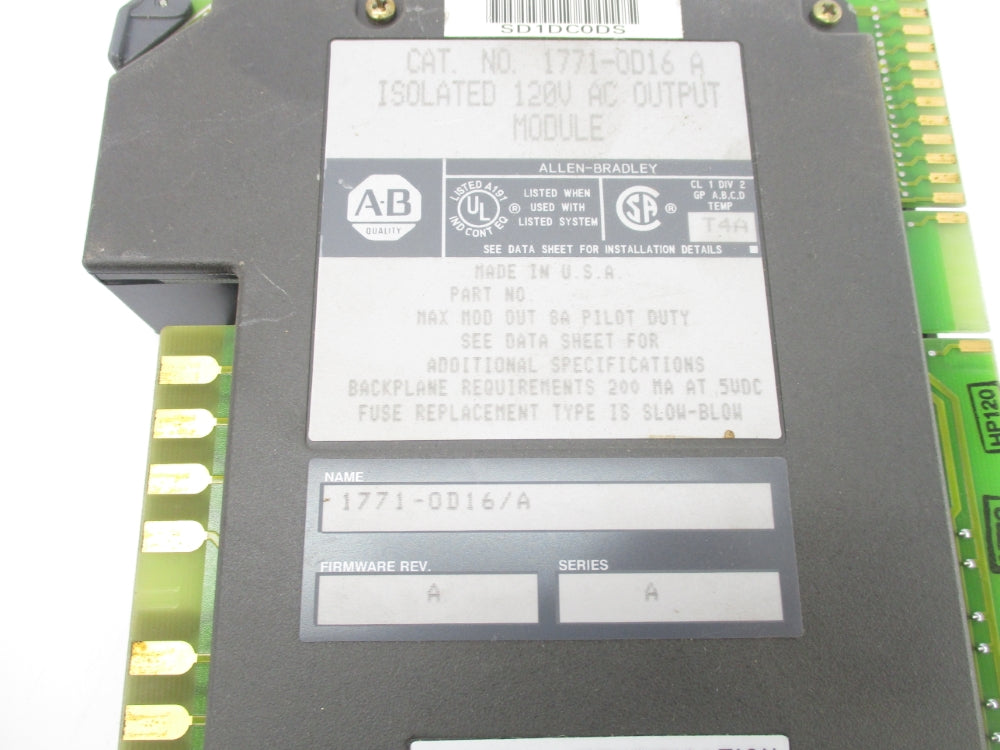 SD1DC0DS
CAT. NO. 1771-OD16 A
ISOLATED 120V AC OUTPUT
MODULE
ALLEN-BRADLEY
A-B
QUALITY
LISTED A191
UL
IND CONT EQ
®
LISTED WHEN
USED WITH
LISTED SYSTEM
SA
®
CL 1 DIV 2
GP A,B,C,D
TEMP
T4A
SEE DATA SHEET FOR INSTALLATION DETAILS
MADE IN U.S.A.
PART NO.
MAX MOD OUT 8A PILOT DUTY
SEE DATA SHEET FOR
ADDITIONAL SPECIFICATIONS
BACKPLANE REQUIREMENTS 200 MA AT 5VDC
FUSE REPLACEMENT TYPE IS SLOW-BLOW
HP120
NAME
1771-OD16/A
FIRMWARE REV.
SERIES
A
A